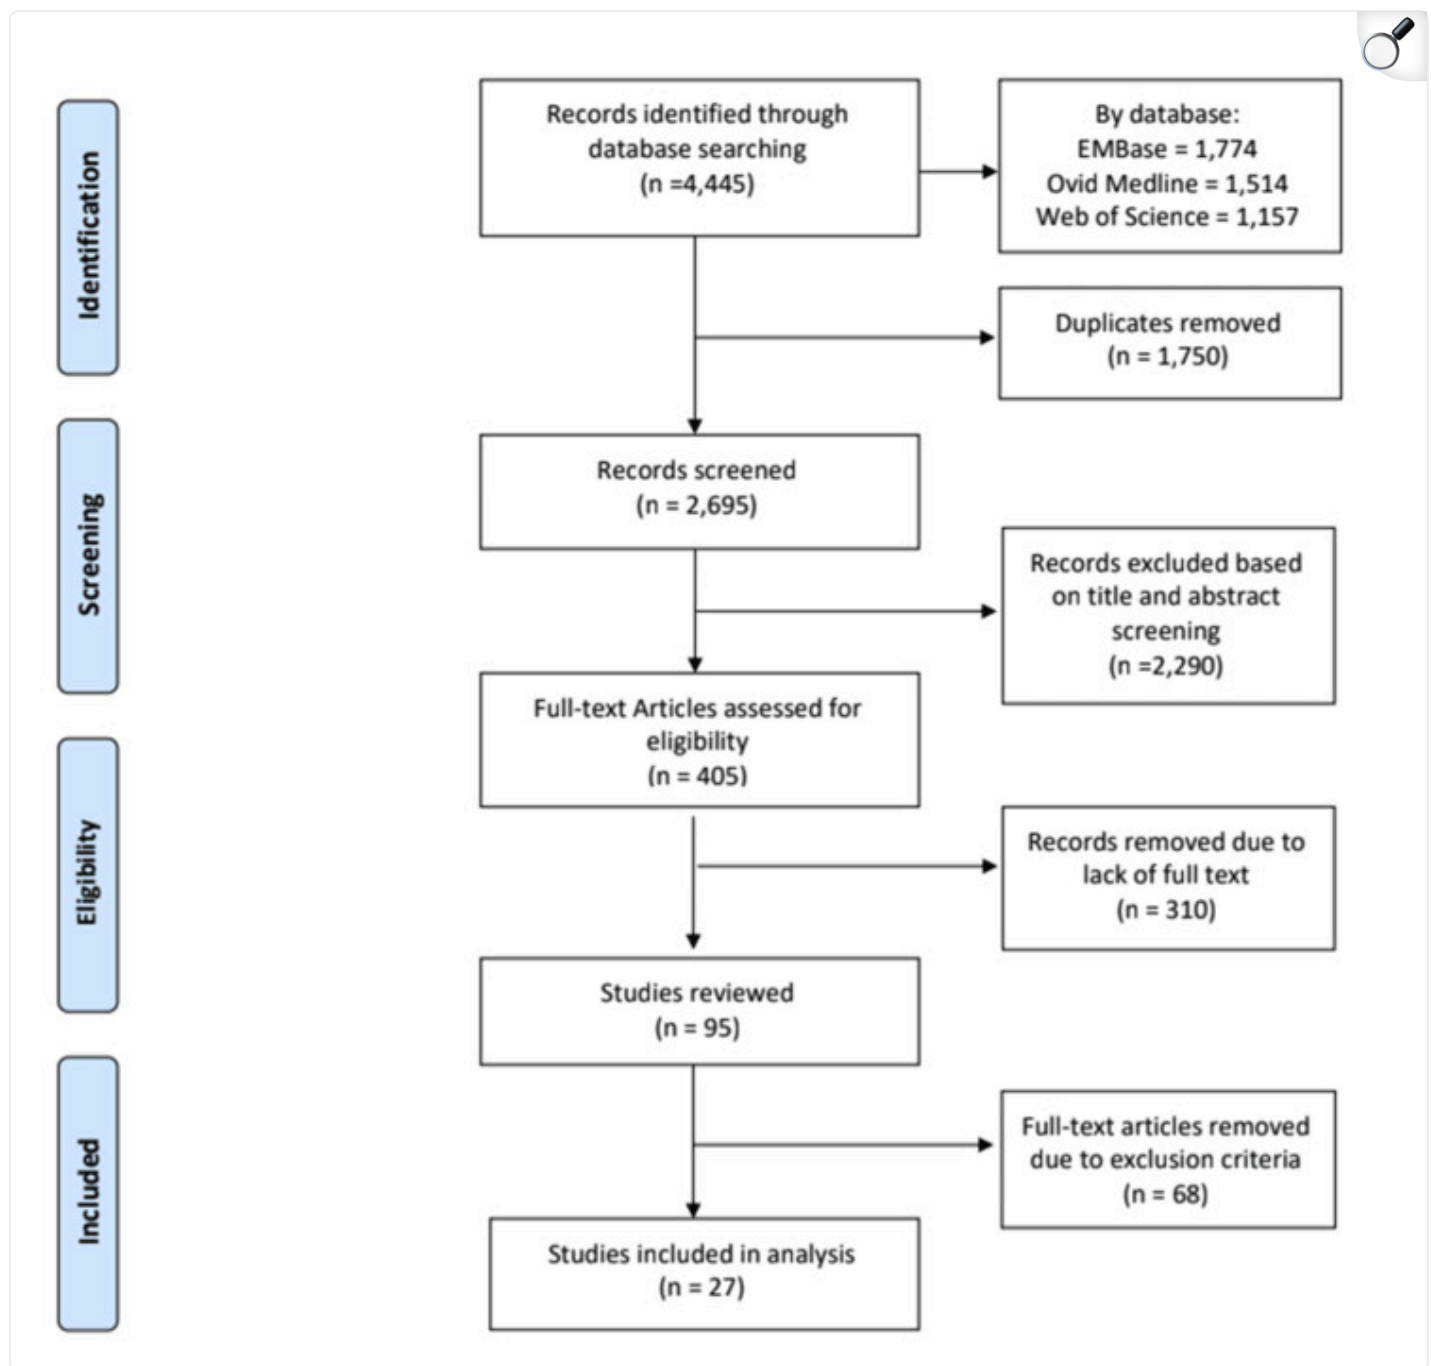 Identification
Records identified through
database searching
(n =4,445)
By database:
EMBase = 1,774
Ovid Medline = 1,514
Web of Science = 1,157
Duplicates removed
(n = 1,750)
Screening
Records screened
(n = 2,695)
Records excluded based
on title and abstract
screening
(n =2,290)
Full-text Articles assessed for
eligibility
(n = 405)
Eligibility
Records removed due to
lack of full text
(n = 310)
Studies reviewed
(n = 95)
Included
Full-text articles removed
due to exclusion criteria
(n = 68)
Studies included in analysis
(n = 27)